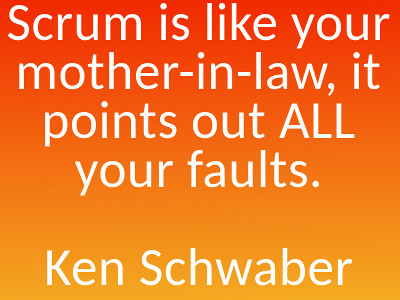 Scrum is like your
mother-in-law, it
points out ALL
your faults.
Ken Schwaber